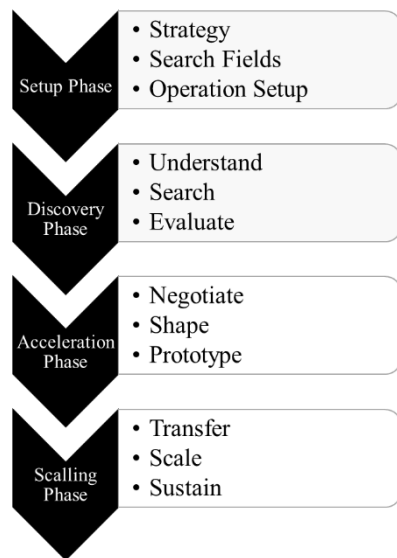 Setup Phase
• Strategy
• Search Fields
• Operation Setup
Discovery
Phase
• Understand
• Search
• Evaluate
Acceleration
Phase
• Negotiate
• Shape
• Prototype
Scalling
Phase
• Transfer
• Scale
• Sustain